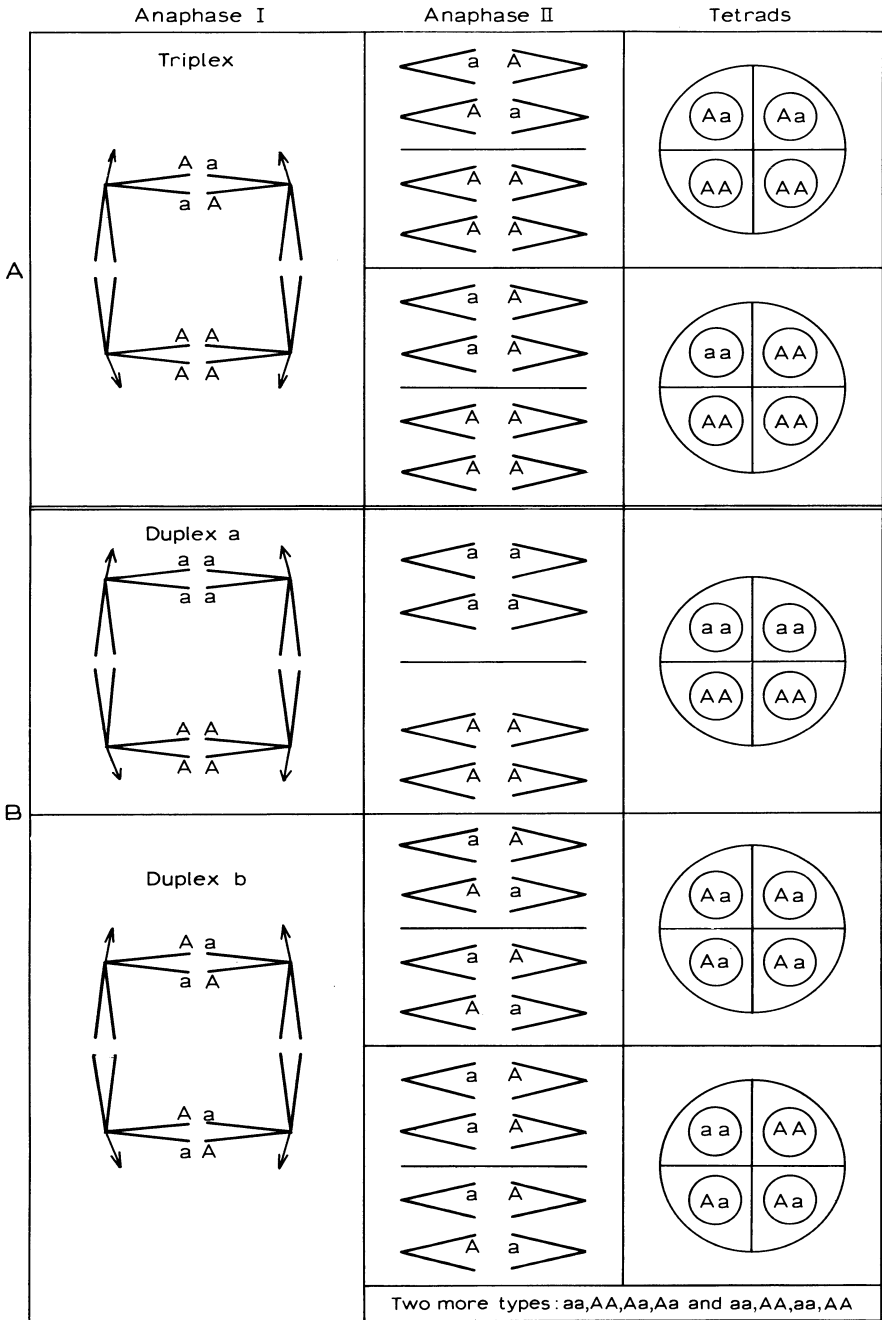 Anaphase I
Anaphase II
Tetrads
A
Triplex
A a
a A
A A
A A
a A
A a
A A
A A
Aa Aa
AA AA
a A
a A
A A
A A
aa AA
AA AA
B
Duplex a
a a
a a
A A
A A
a a
a a
A A
A A
aa aa
AA AA
Duplex b
A a
a A
A a
a A
a A
A a
a A
A a
Aa Aa
Aa Aa
a A
a A
a A
A a
aa AA
Aa Aa
Two more types: aa,AA,Aa,Aa and aa,AA,aa,AA